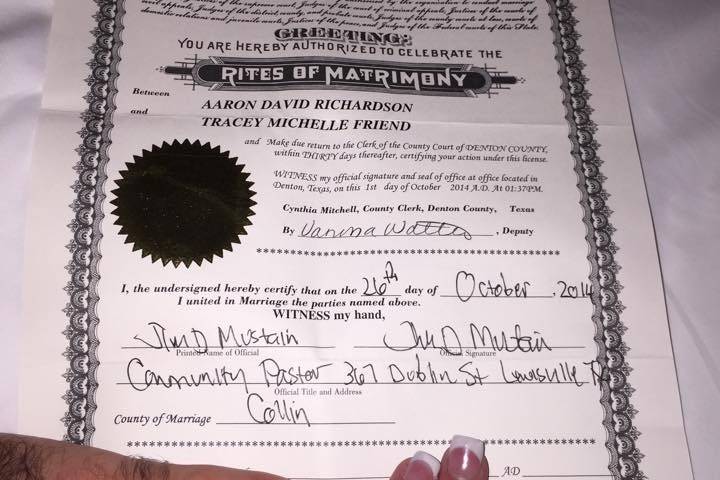 GREETING:
YOU ARE HEREBY AUTHORIZED TO CELEBRATE THE
RITES OF MATRIMONY
Between
AARON DAVID RICHARDSON
and
TRACEY MICHELLE FRIEND
and Make due return to the Clerk of the County Court of DENTON COUNTY,
within THIRTY days thereafter, certifying your action under this license.
WITNESS my official signature and seal of office at office located in
Denton, Texas, on this 1st day of October 2014 A.D. At 01:37PM.
Cynthia Mitchell, County Clerk, Denton County, Texas
By Vanessa Watts, Deputy
I, the undersigned hereby certify that on the 26th day of October, 2014
I united in Marriage the parties named above.
WITNESS my hand,
Jim D Mustain Jim D. Mustain
Printed Name of Official Official Signature
Community Pastor 367 Dublin St Lewisville
Official Title and Address
County of Marriage Collin
AD